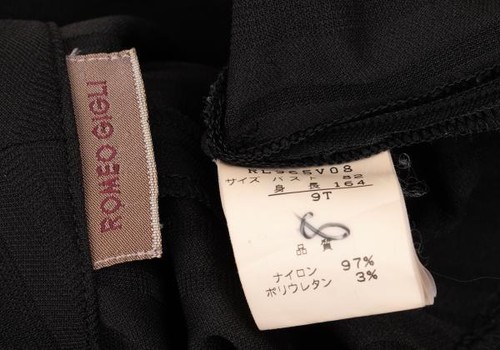 ROMEO GIGLI
サイズ バスト 82
身長 164
9T
品質
ナイロン 97%
ポリウレタン 3%